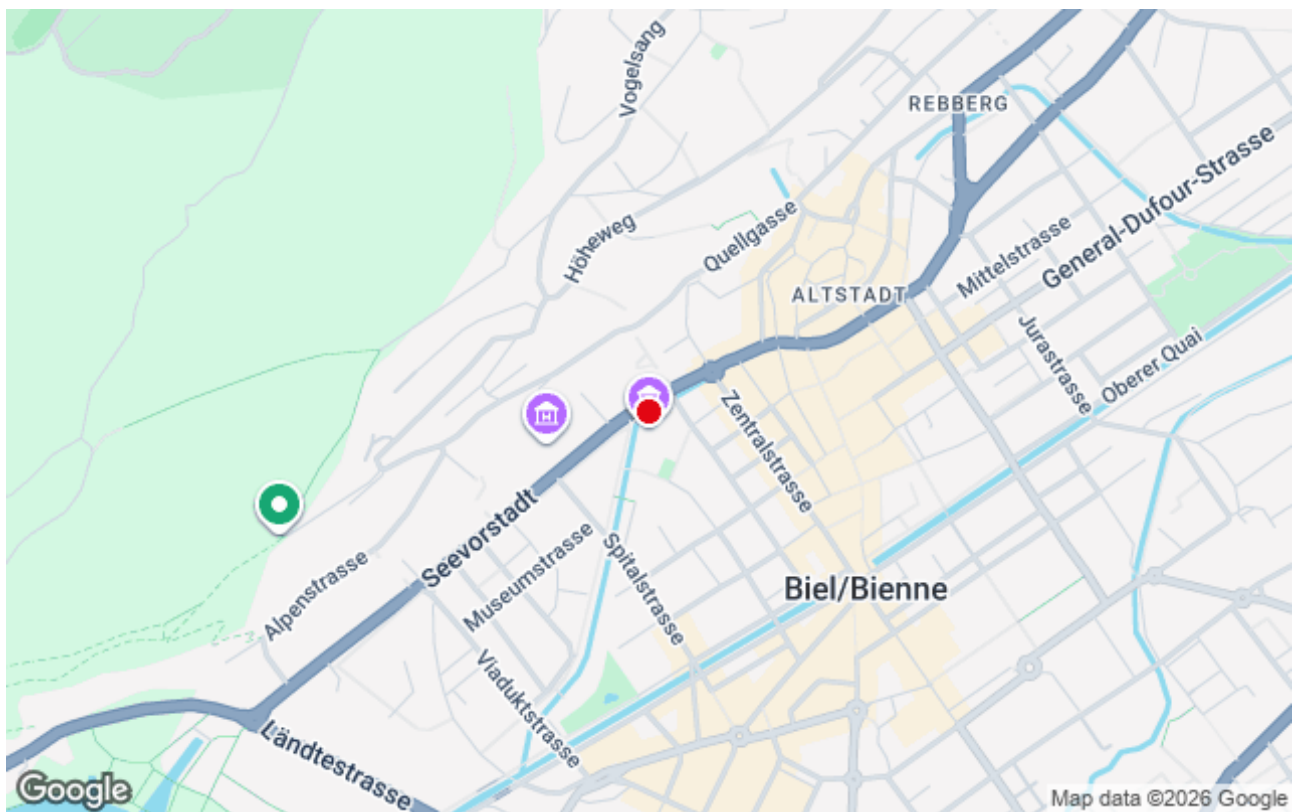 Vogelsang
REBBERG
General-Dufour-Strasse
Höheweg
Quellgasse
Mittelstrasse
ALTSTADT
Jurastrasse
Oberer Quai
Zentralstrasse
Seevorstadt
Museumstrasse
Spitalstrasse
Alpenstrasse
Biel/Bienne
Viaduktstrasse
Ländtestrasse
Google
Map data ©2026 Google